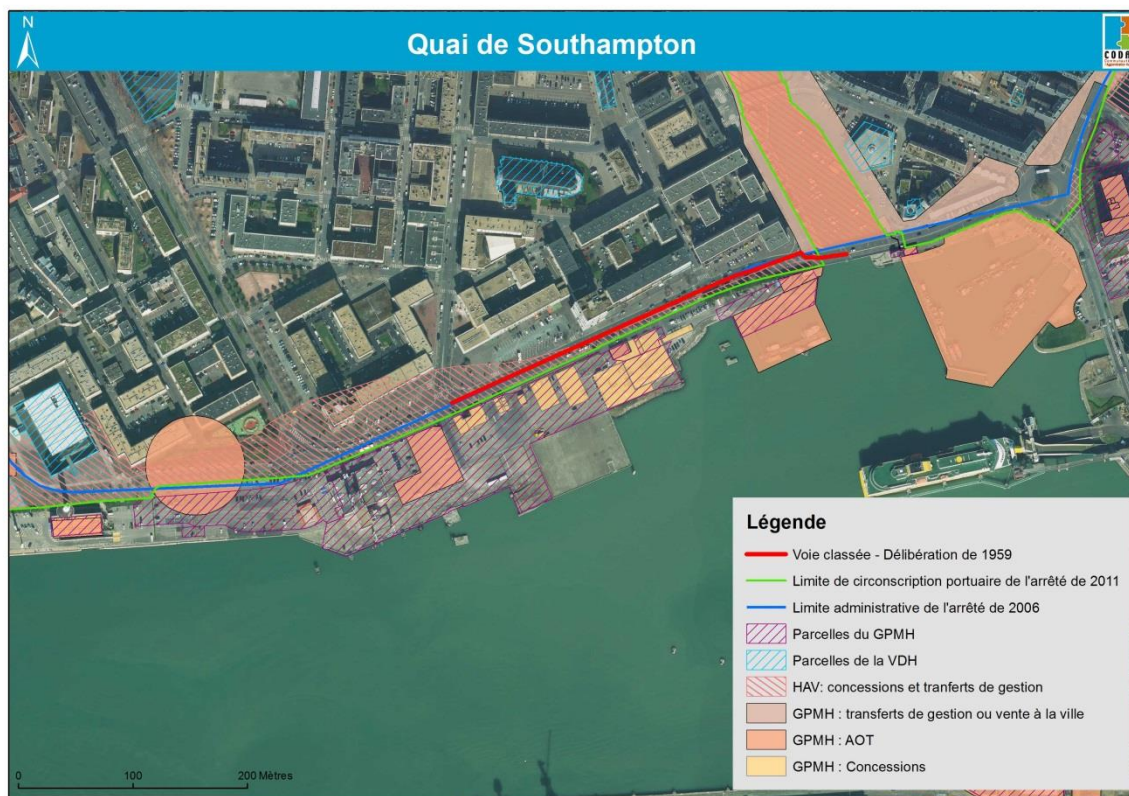 N
Quai de Southampton
Légende
Voie classée - Délibération de 1959
Limite de circonscription portuaire de l'arrêté de 2011
Limite administrative de l'arrêté de 2006
Parcelles du GPMH
Parcelles de la VDH
HAV: concessions et tranferts de gestion
GPMH : transferts de gestion ou vente à la ville
GPMH : AOT
GPMH : Concessions
0 100 200 Mètres